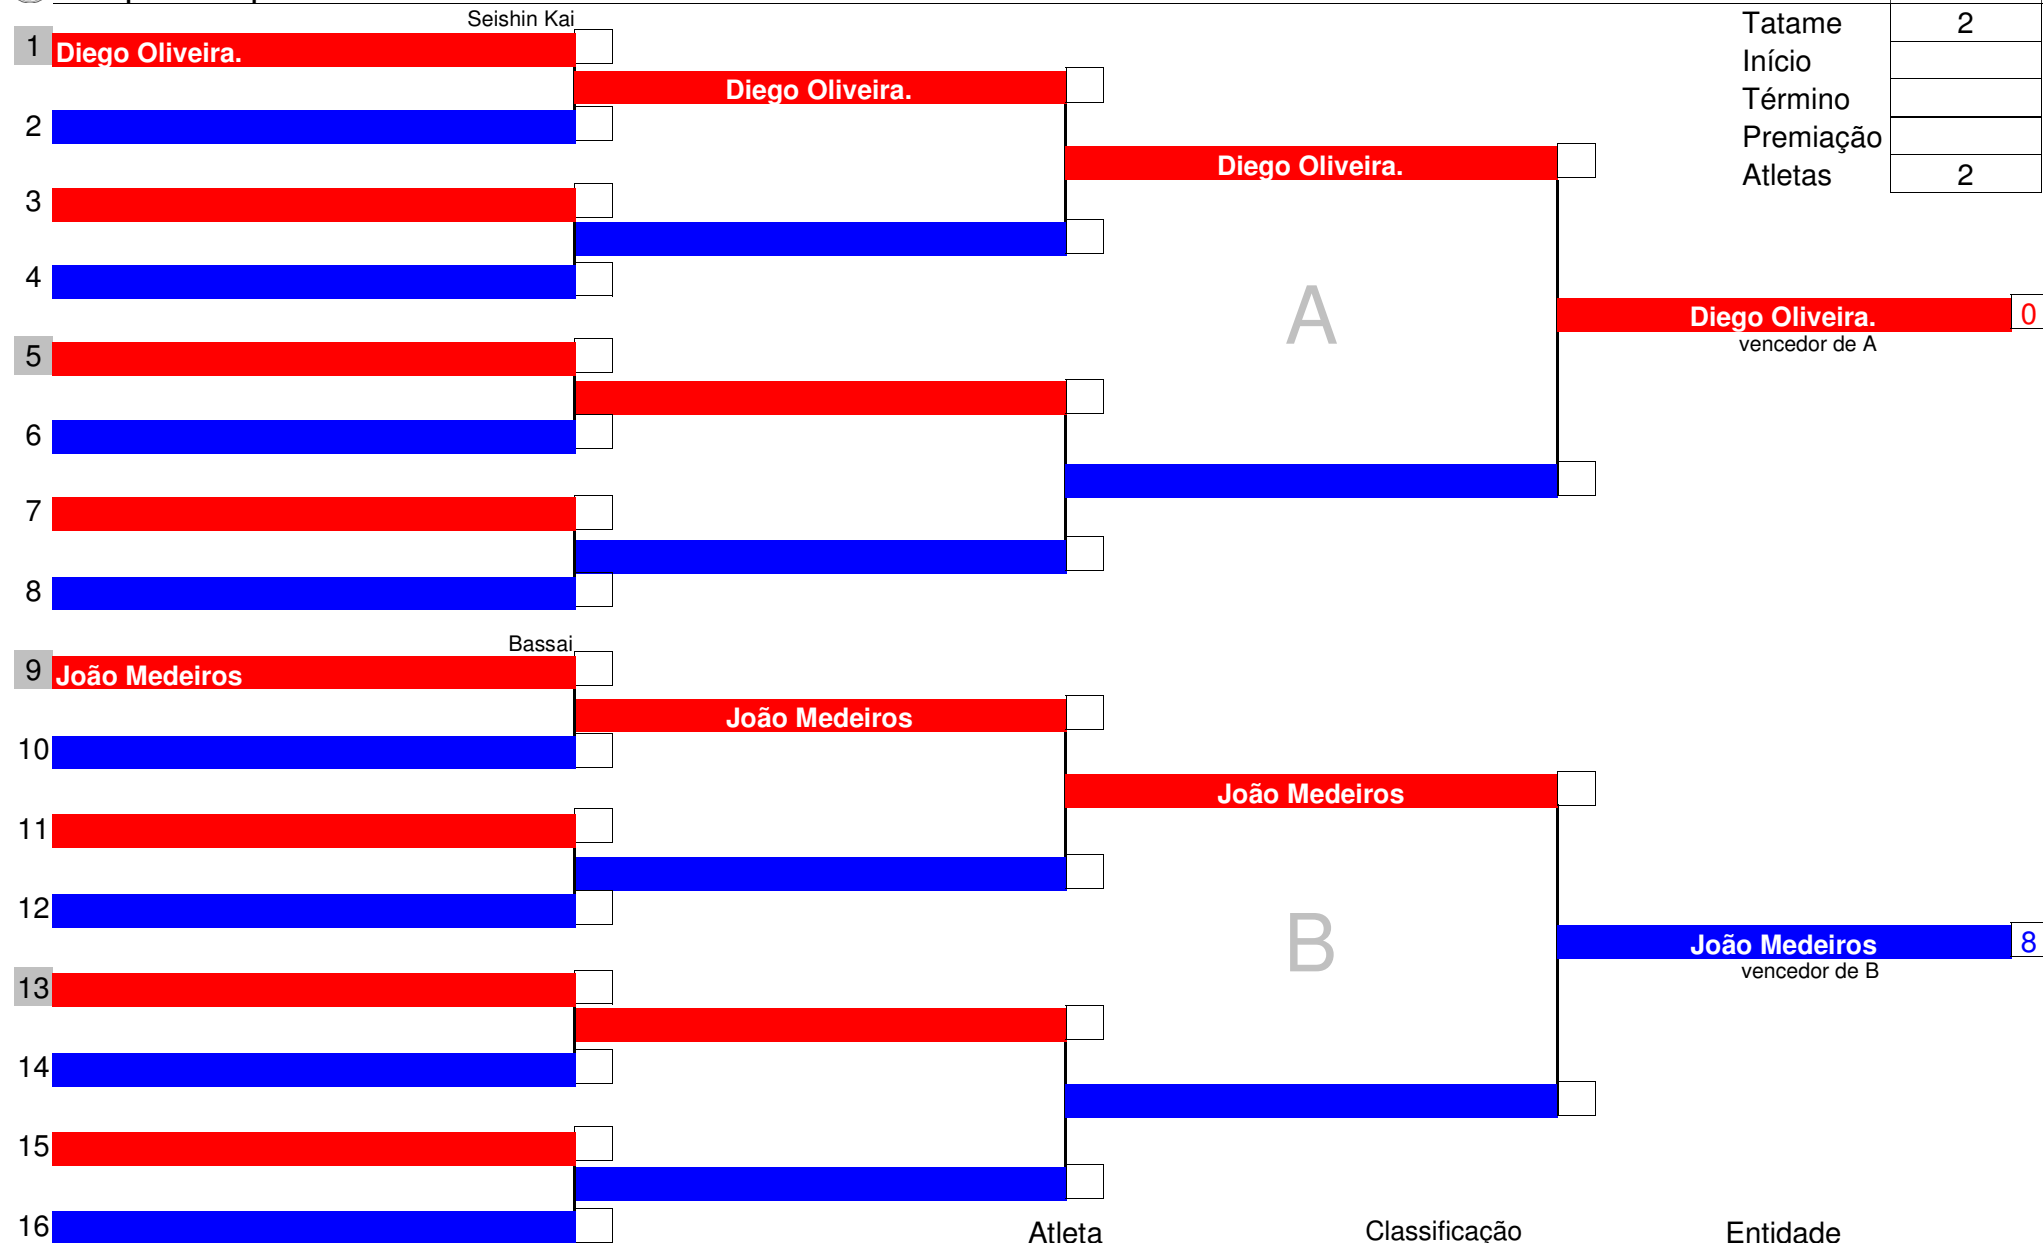 Seishin Kai
Tatame 2
1 Diego Oliveira.
Início
Diego Oliveira.
Término
2
Premiação
Diego Oliveira.
Atletas 2
3
4
A
Diego Oliveira. 0
vencedor de A
5
6
7
8
Bassai
9 João Medeiros
João Medeiros
10
João Medeiros
11
12
B
João Medeiros 8
vencedor de B
13
14
15
16
Atleta Classificação Entidade